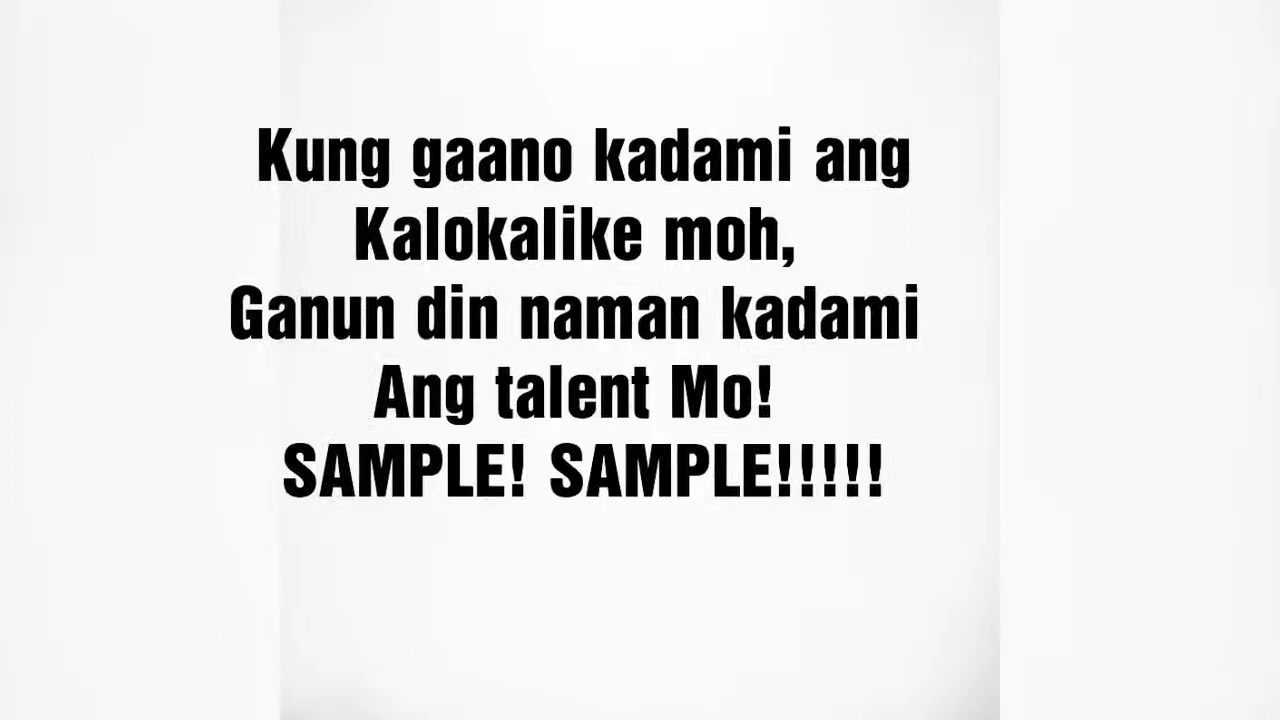 Kung gaano kadami ang
Kalokalike moh,
Ganun din naman kadami
Ang talent Mo!
SAMPLE! SAMPLE!!!!!